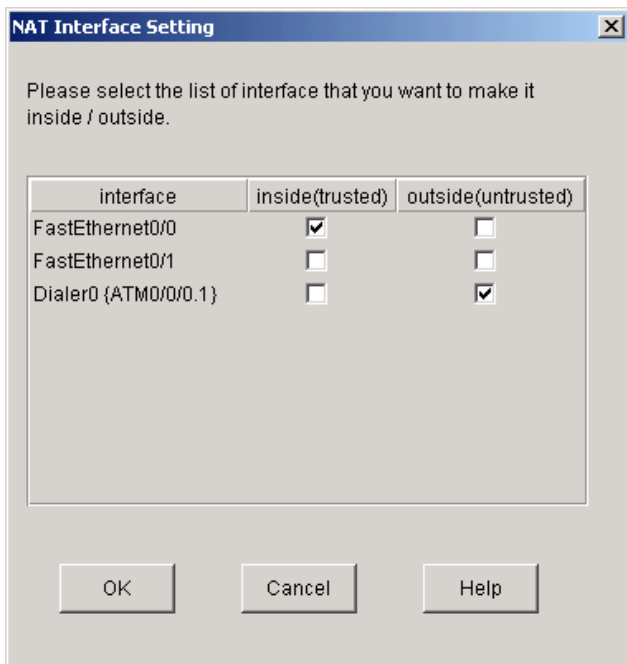 NAT Interface Setting
Please select the list of interface that you want to make it
inside / outside.
interface inside(trusted) outside(untrusted)
FastEthernet0/0
FastEthernet0/1
Dialer0 {ATM0/0/0.1}
OK Cancel Help